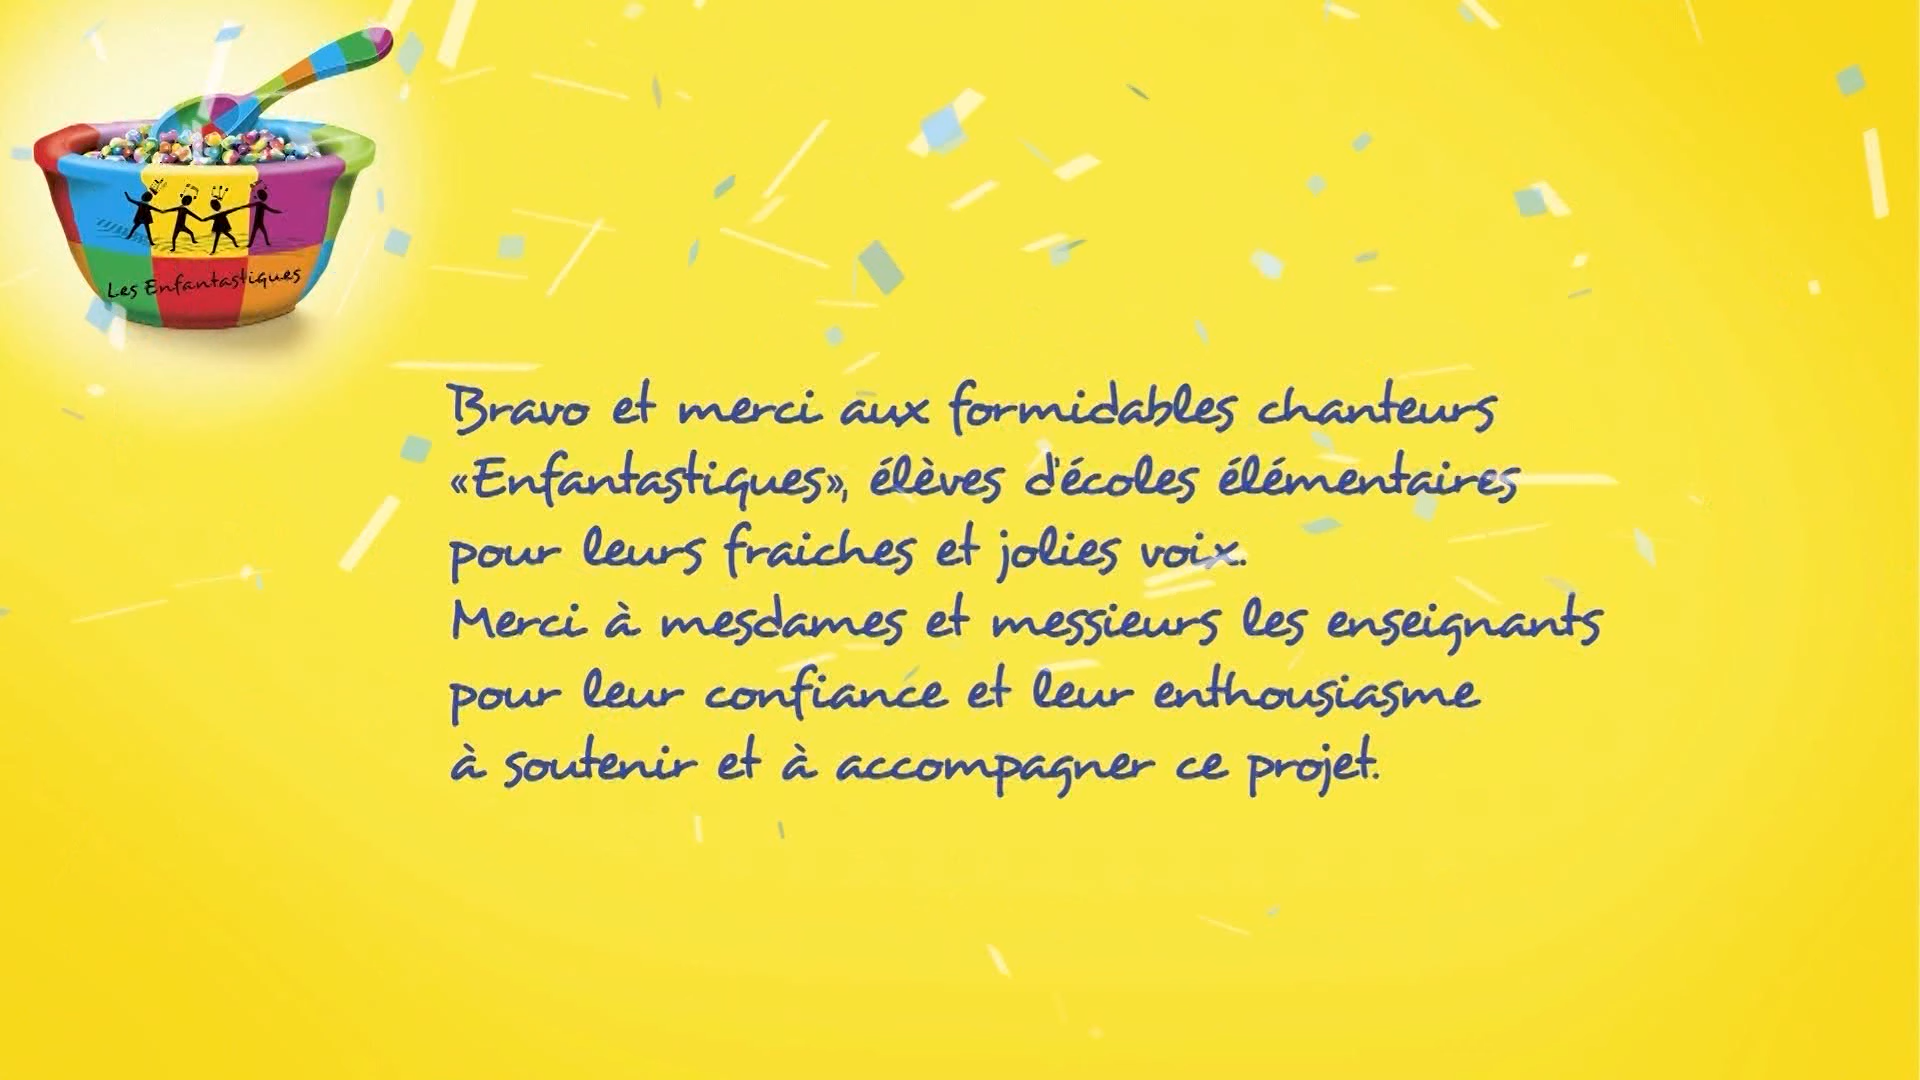 Les Enfantastiques
Bravo et merci aux formidables chanteurs
«Enfantastiques», élèves d'écoles élémentaires
pour leurs fraiches et jolies voix.
Merci à mesdames et messieurs les enseignants
pour leur confiance et leur enthousiasme
à soutenir et à accompagner ce projet.